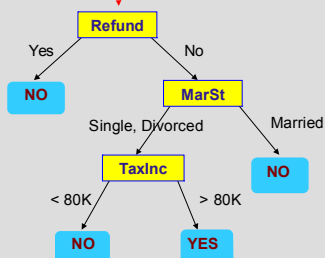 Refund
Yes
No
NO
MarSt
Single, Divorced
Married
TaxInc
NO
< 80K
> 80K
NO
YES